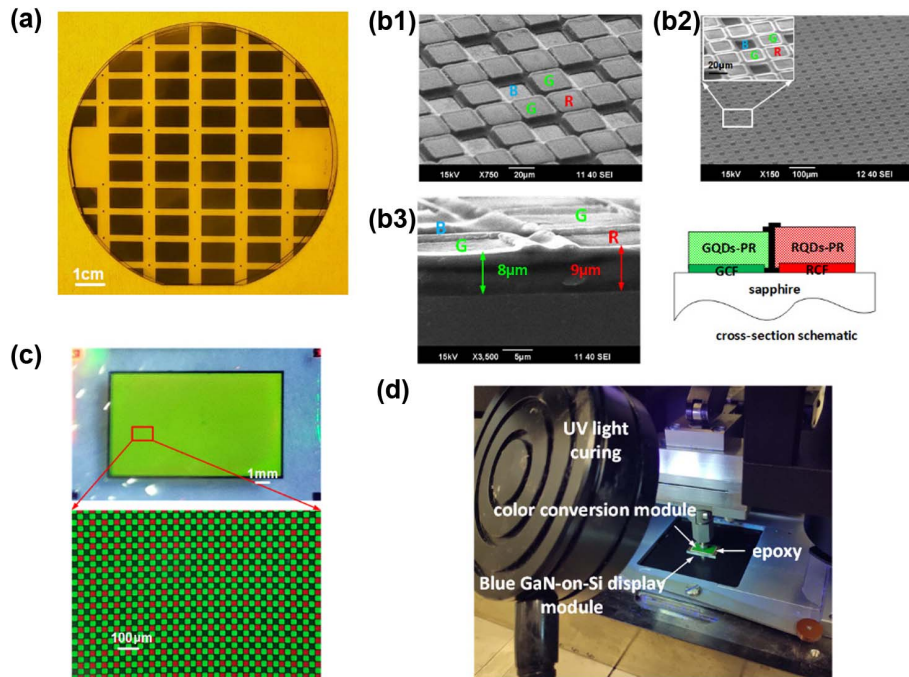 (a)
1cm
(b1)
B
G
G
R
15kV X750 20μm 11 40 SEI
(b2)
20μm
B
G
G
R
15kV X150 100μm 12 40 SEI
(b3)
B
G
G
R
8μm
9μm
15kV X3,500 5μm 11 40 SEI
GQDs-PR
RQDs-PR
GCF
RCF
sapphire
cross-section schematic
(c)
1mm
100μm
(d)
UV light
curing
color conversion module
epoxy
Blue GaN-on-Si display
module